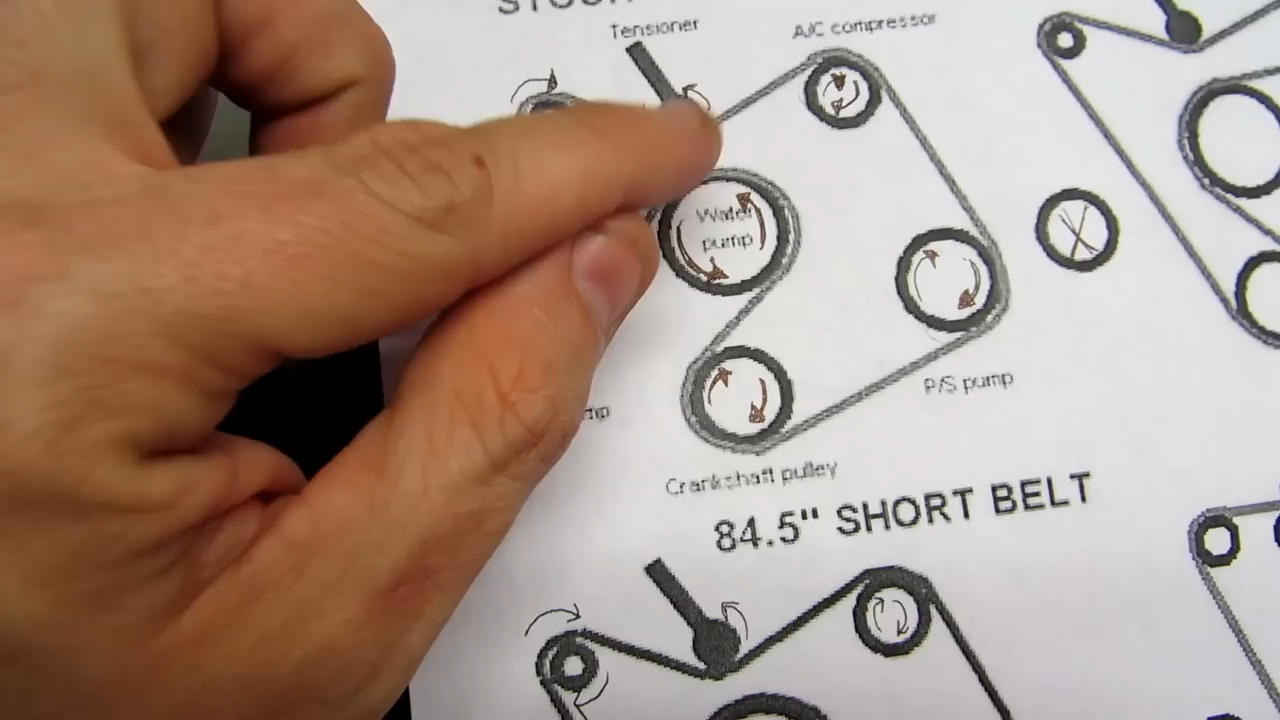 Tensioner
A/C compressor
Water
pump
P/S pump
Crankshaft pulley
84.5" SHORT BELT